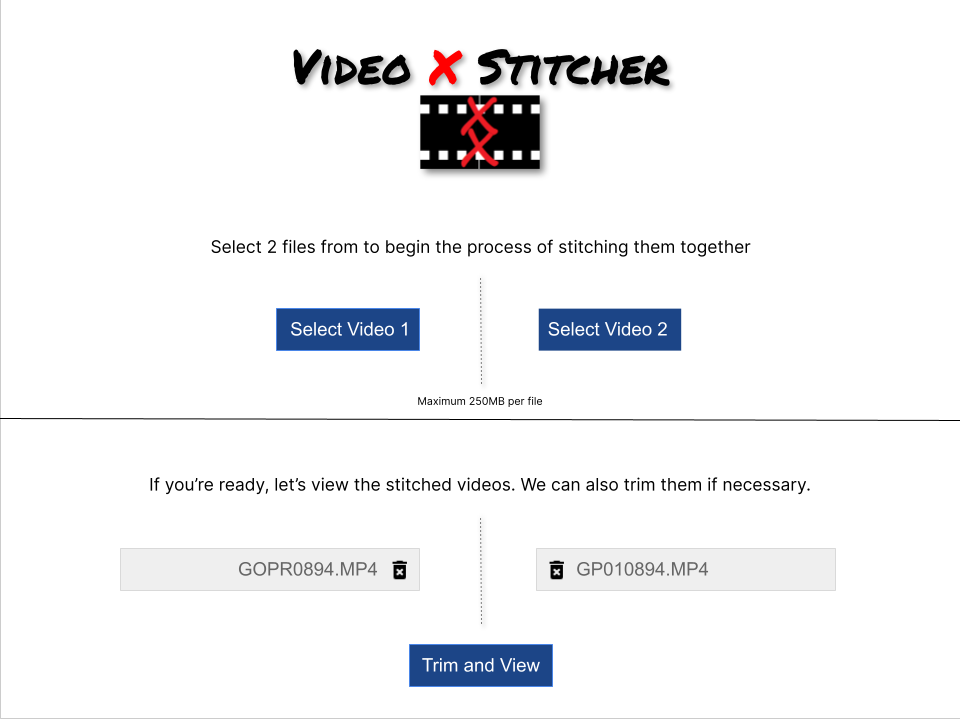 VIDEO X STITCHER
Select 2 files from to begin the process of stitching them together
Select Video 1
Select Video 2
Maximum 250MB per file
If you’re ready, let’s view the stitched videos. We can also trim them if necessary.
GOPR0894.MP4
GP010894.MP4
Trim and View